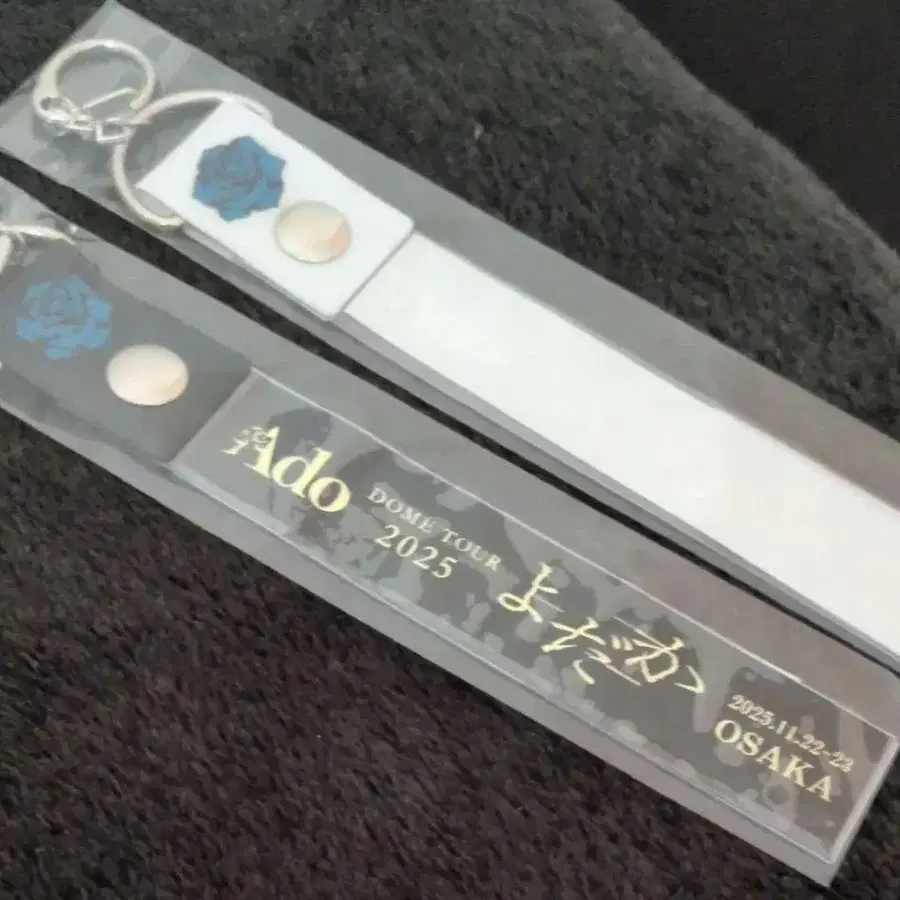 Ado
DOME TOUR
2025
よだか
2025.11.22-23
OSAKA